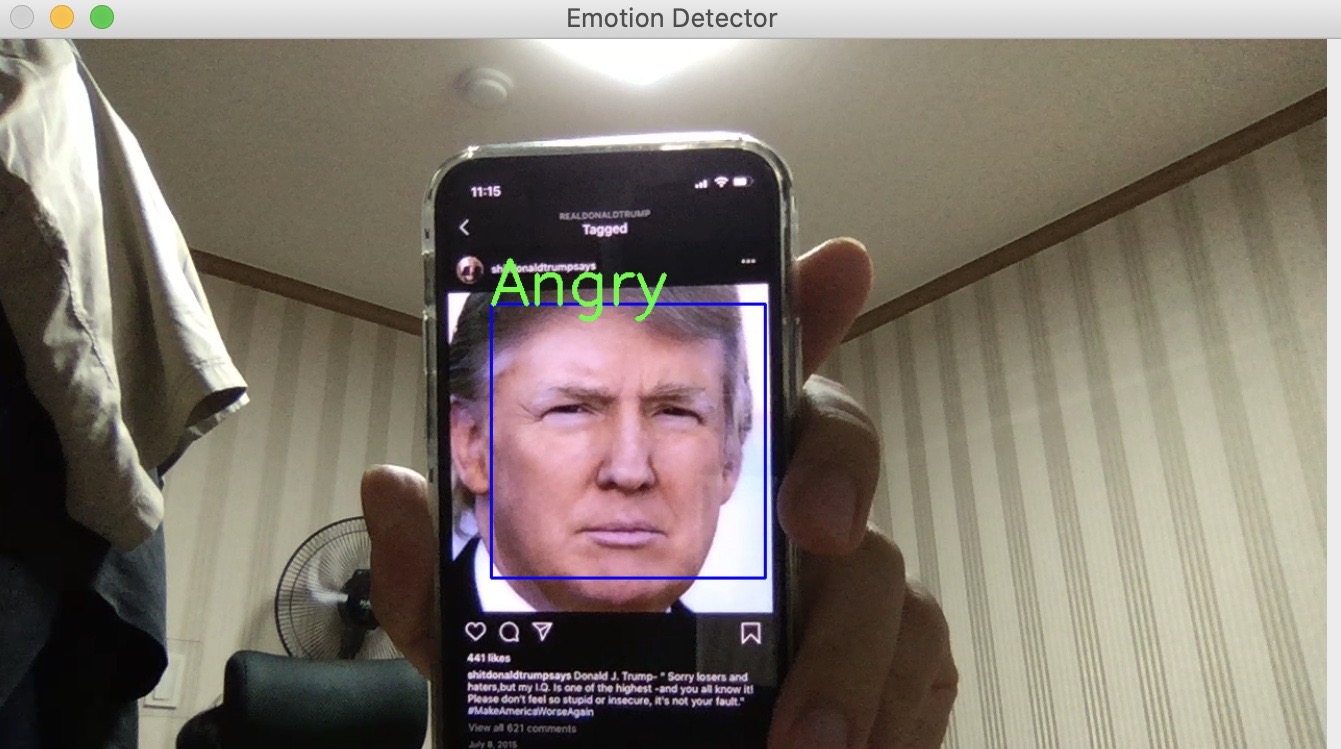 Emotion Detector
11:15
REALDONALDTRUMP
Tagged
shitdonaldtrumpsays
Angry
441 likes
shitdonaldtrumpsays Donald J. Trump- " Sorry losers and
haters,but my I.Q. Is one of the highest -and you all know it!
Please don't feel so stupid or insecure, it's not your fault."
#MakeAmericaWorseAgain
View all 621 comments
July 8, 2015